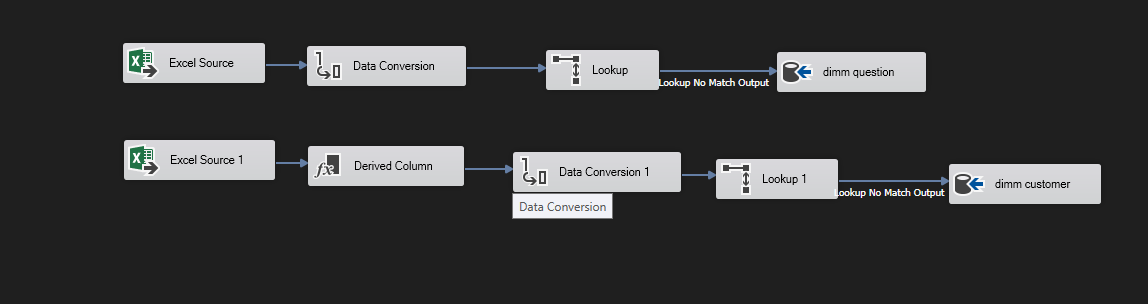 Excel Source
Data Conversion
Lookup
Lookup No Match Output
dimm question
Excel Source 1
Derived Column
Data Conversion 1
Lookup 1
Lookup No Match Output
dimm customer
Data Conversion